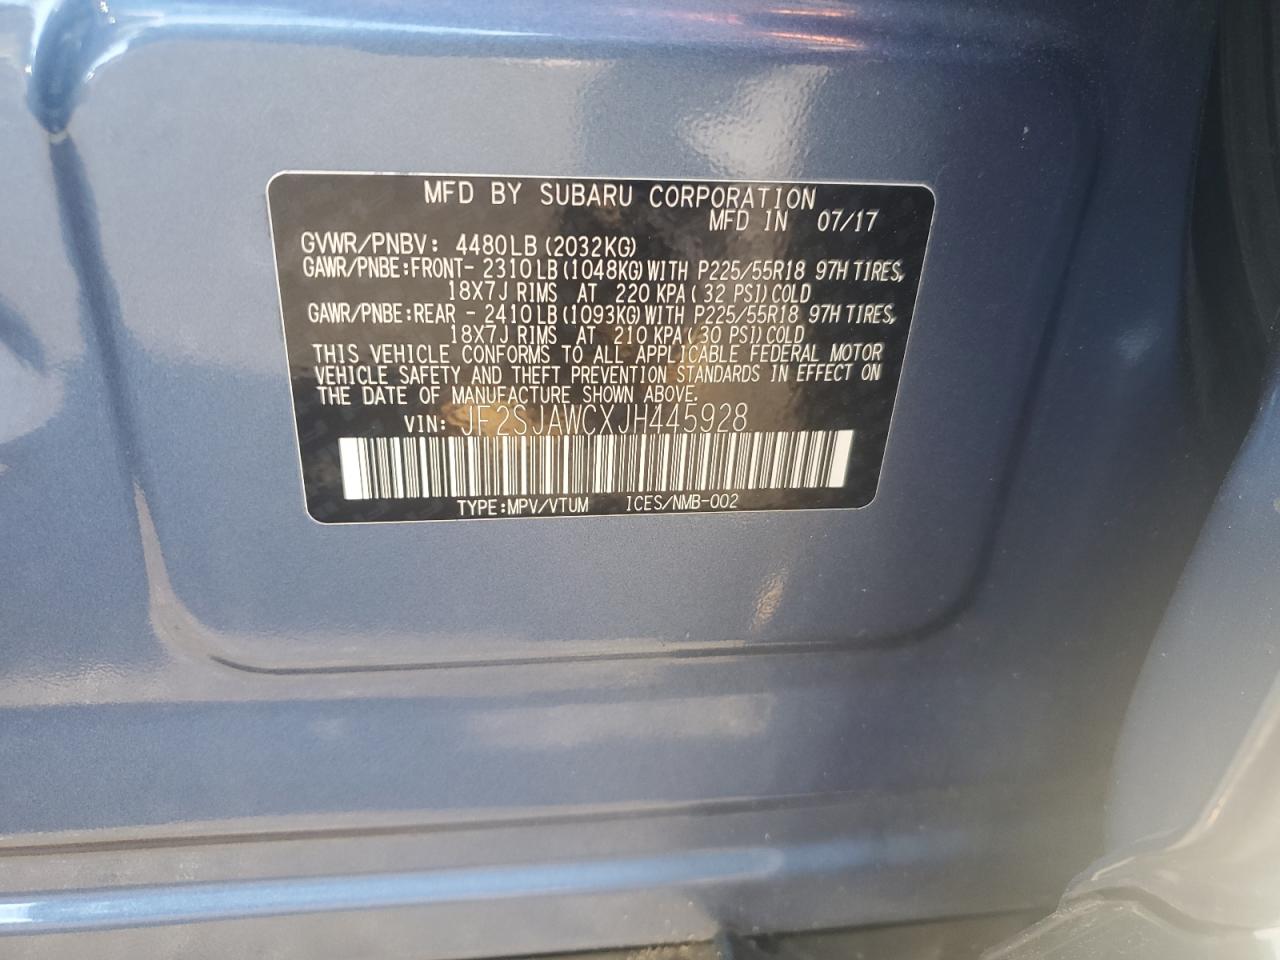 MFD BY SUBARU CORPORATION
MFD IN 07/17
GVWR/PNBV: 4480LB (2032KG)
GAWR/PNBE:FRONT- 2310LB (1048KG) WITH P225/55R18 97H TIRES,
18X7J RIMS AT 220 KPA ( 32 PSI) COLD
GAWR/PNBE:REAR - 2410LB (1093KG) WITH P225/55R18 97H TIRES,
18X7J RIMS AT 210 KPA ( 30 PSI) COLD
THIS VEHICLE CONFORMS TO ALL APPLICABLE FEDERAL MOTOR
VEHICLE SAFETY AND THEFT PREVENTION STANDARDS IN EFFECT ON
THE DATE OF MANUFACTURE SHOWN ABOVE.
VIN: JF2SJAWCXJH445928
TYPE:MPV/VTUM ICES/NMB-002